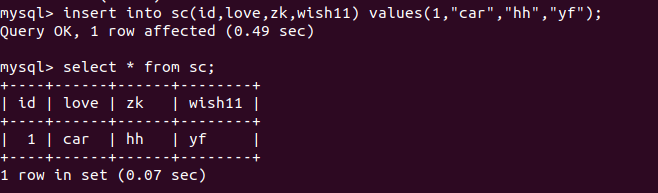 mysql> insert into sc(id,love,zk,wish11) values(1,"car","hh","yf");
Query OK, 1 row affected (0.49 sec)
mysql> select * from sc;
+----+------+------+--------+
| id | love | zk   | wish11 |
+----+------+------+--------+
|  1 | car  | hh   | yf     |
+----+------+------+--------+
1 row in set (0.07 sec)